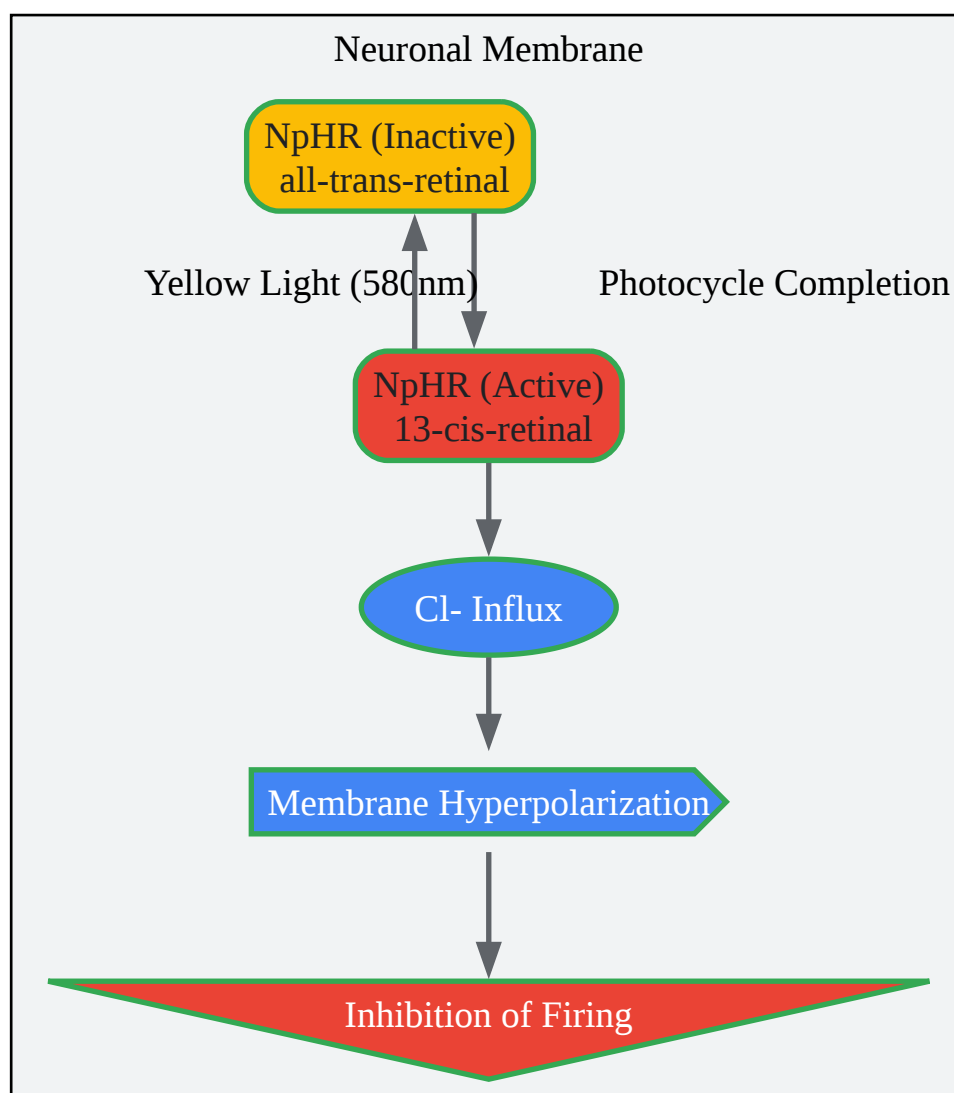 Neuronal Membrane
NpHR (Inactive)
all-trans-retinal
Yellow Light (580nm)
Photocycle Completion
NpHR (Active)
13-cis-retinal
Cl- Influx
Membrane Hyperpolarization
Inhibition of Firing